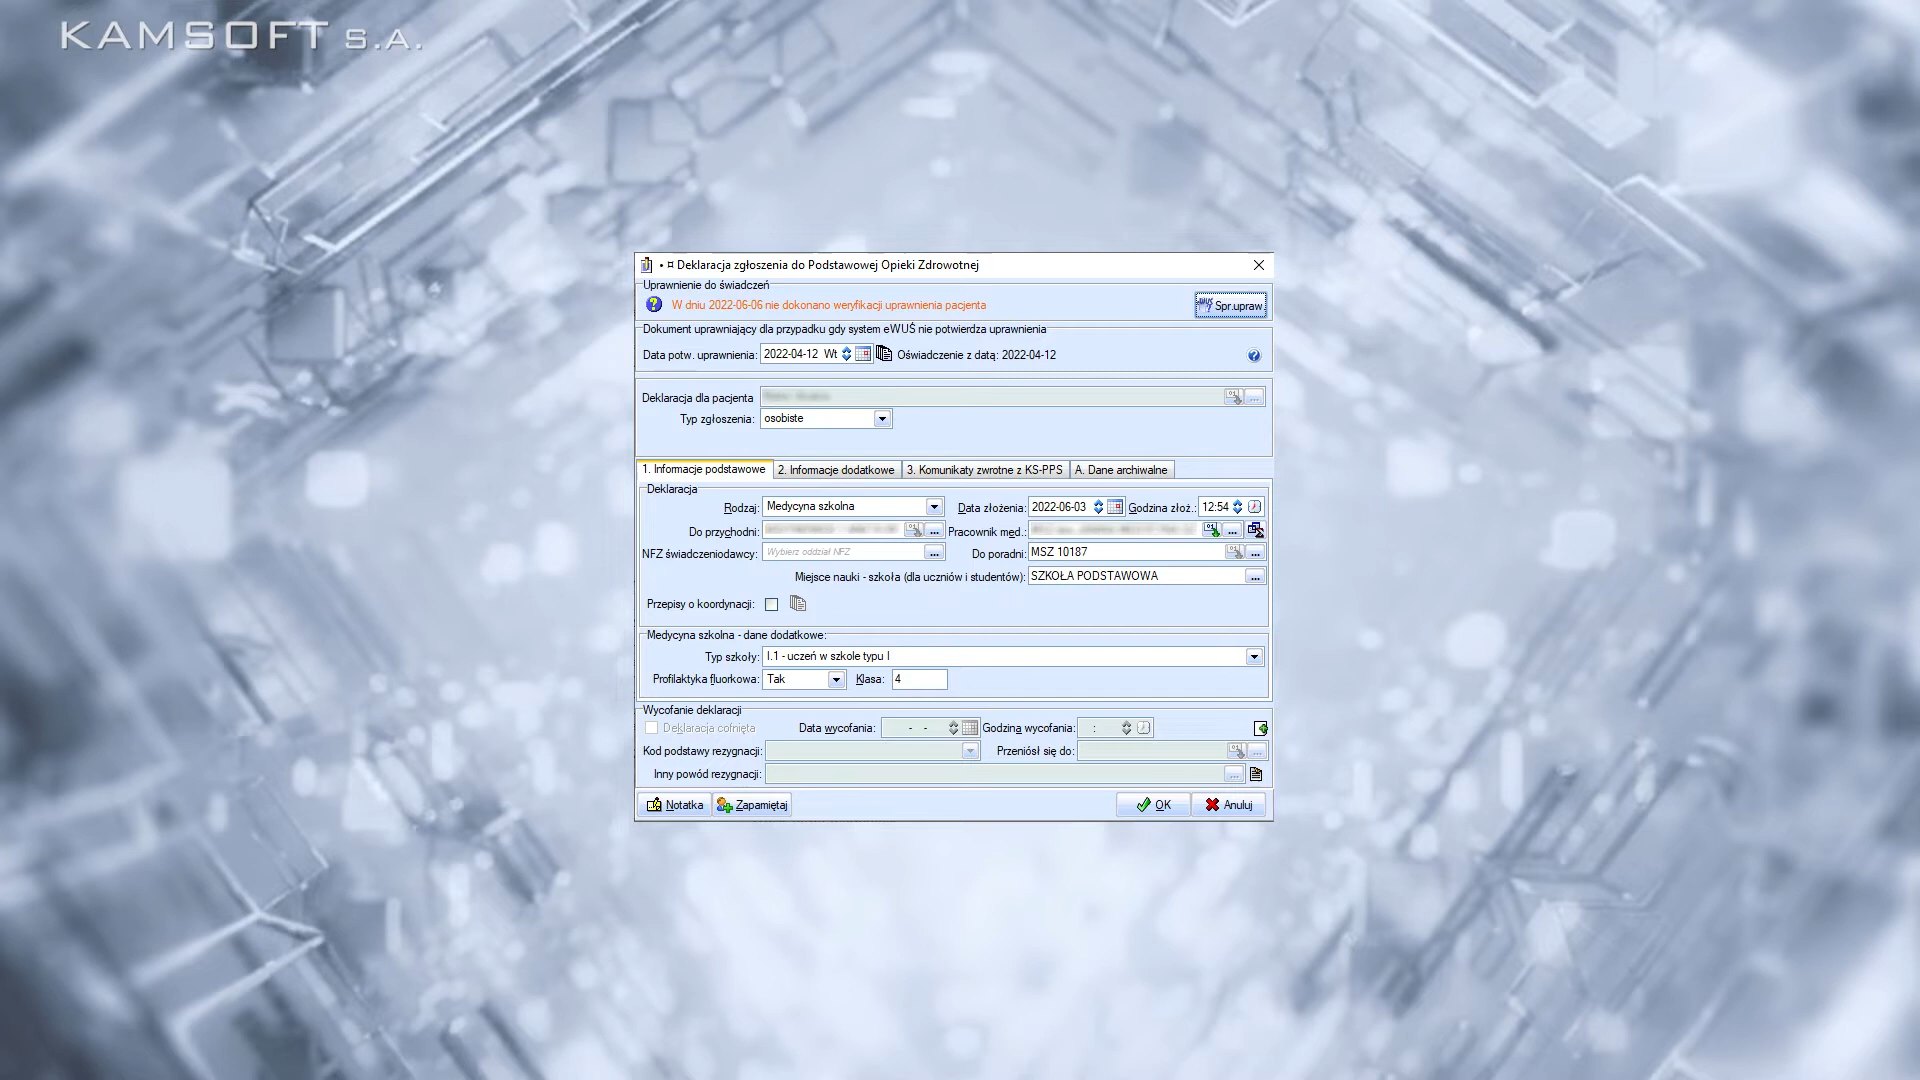 KAMSOFT S.A.
• ¤ Deklaracja zgłoszenia do Podstawowej Opieki Zdrowotnej
Uprawnienie do świadczeń
W dniu 2022-06-06 nie dokonano weryfikacji uprawnienia pacjenta
Spr.upraw
Dokument uprawniający dla przypadku gdy system eWUŚ nie potwierdza uprawnienia
Data potw. uprawnienia: 2022-04-12 Wt Oświadczenie z datą: 2022-04-12
Deklaracja dla pacjenta
Typ zgłoszenia: osobiste
1. Informacje podstawowe 2. Informacje dodatkowe 3. Komunikaty zwrotne z KS-PPS A. Dane archiwalne
Deklaracja
Rodzaj: Medycyna szkolna Data złożenia: 2022-06-03 Godzina złoż.: 12:54
Do przychodni: ... Pracownik med.: ...
NFZ świadczeniodawcy: Wybierz oddział NFZ ... Do poradni: MSZ 10187 ...
Miejsce nauki - szkoła (dla uczniów i studentów): SZKOŁA PODSTAWOWA ...
Przepisy o koordynacji:
Medycyna szkolna - dane dodatkowe:
Typ szkoły: I.1 - uczeń w szkole typu I
Profilaktyka fluorkowa: Tak Klasa: 4
Wycofanie deklaracji
Deklaracja cofnięta Data wycofania: - - Godzina wycofania: :
Kod podstawy rezygnacji: Przeniósł się do: ...
Inny powód rezygnacji: ...
Notatka Zapamiętaj OK Anuluj